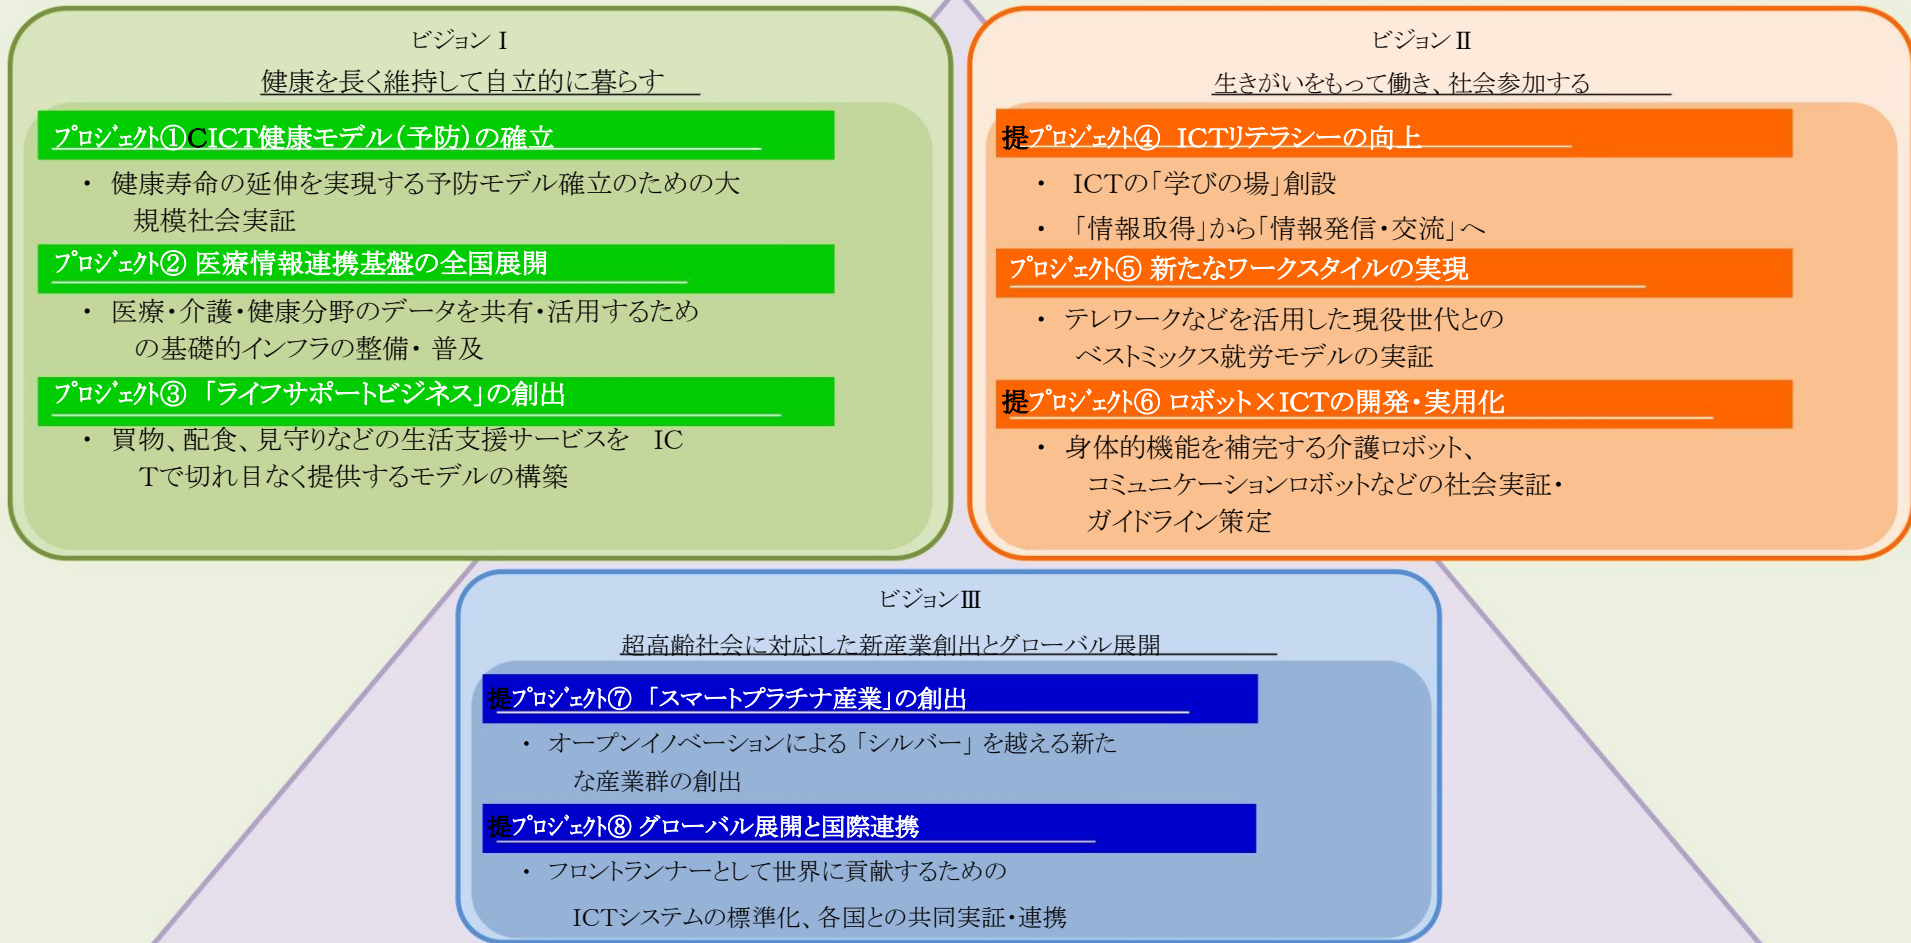 ビジョン Ⅰ
健康を長く維持して自立的に暮らす
プロジェクト①CICT健康モデル(予防)の確立
・ 健康寿命の延伸を実現する予防モデル確立のための大
規模社会実証
プロジェクト② 医療情報連携基盤の全国展開
・ 医療・介護・健康分野のデータを共有・活用するため
の基礎的インフラの整備・ 普及
プロジェクト③ 「ライフサポートビジネス」の創出
・ 買物、配食、見守りなどの生活支援サービスを IC
Tで切れ目なく提供するモデルの構築
ビジョン Ⅱ
生きがいをもって働き、社会参加する
提プロジェクト④ ICTリテラシーの向上
・ ICTの「学びの場」創設
・ 「情報取得」から「情報発信・交流」へ
プロジェクト⑤ 新たなワークスタイルの実現
・ テレワークなどを活用した現役世代との
ベストミックス就労モデルの実証
提プロジェクト⑥ ロボット×ICTの開発・実用化
・ 身体的機能を補完する介護ロボット、
コミュニケーションロボットなどの社会実証・
ガイドライン策定
ビジョン Ⅲ
超高齢社会に対応した新産業創出とグローバル展開
提プロジェクト⑦ 「スマートプラチナ産業」の創出
・ オープンイノベーションによる 「シルバー」 を越える新た
な産業群の創出
提プロジェクト⑧ グローバル展開と国際連携
・ フロントランナーとして世界に貢献するための
ICTシステムの標準化、各国との共同実証・連携